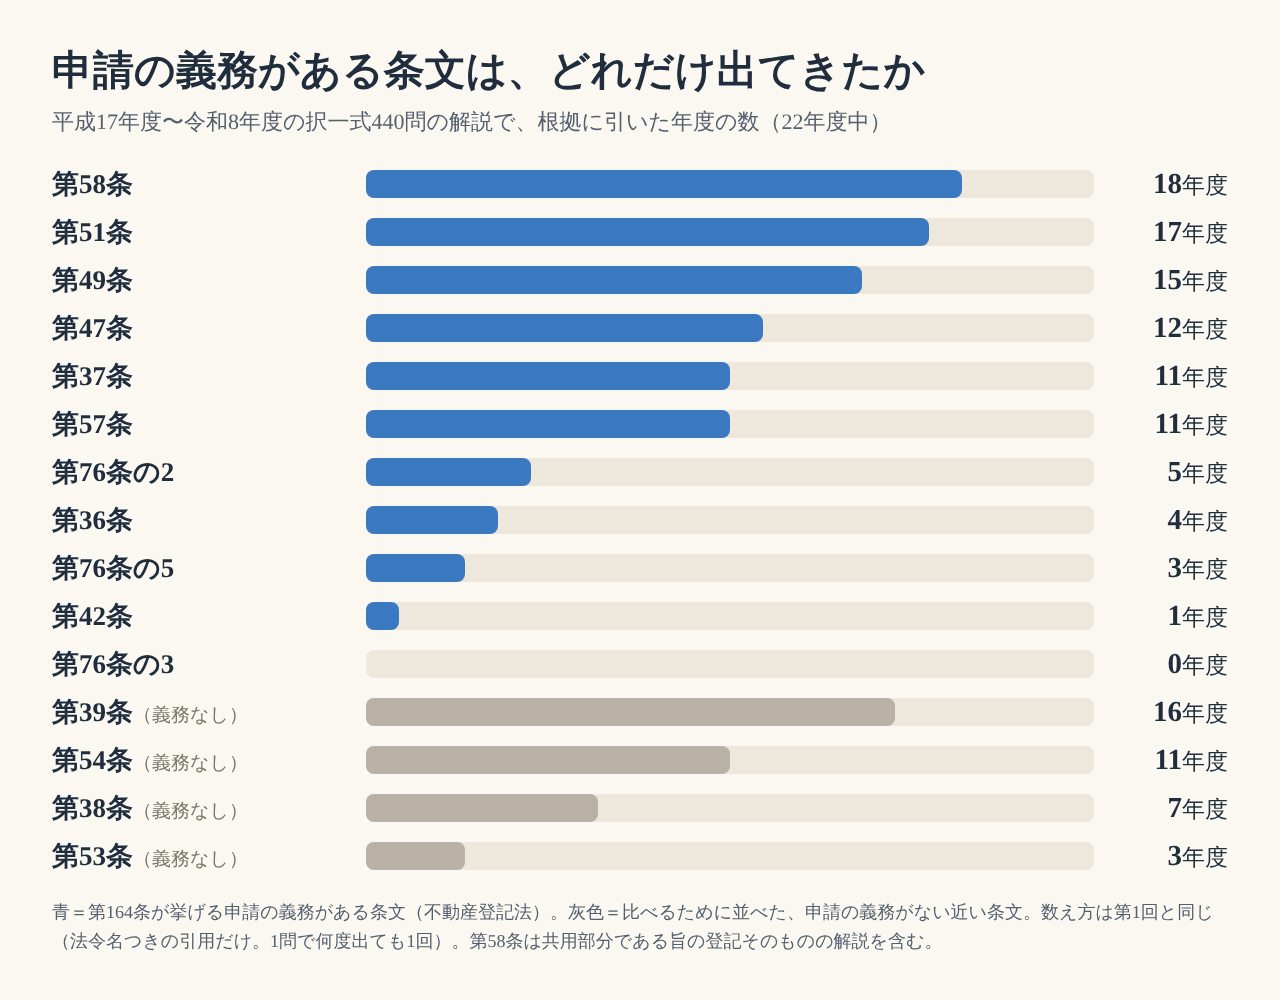 申請の義務がある条文は、どれだけ出てきたか
平成17年度〜令和8年度の択一式440問の解説で、根拠に引いた年度の数（22年度中）
第58条 18年度
第51条 17年度
第49条 15年度
第47条 12年度
第37条 11年度
第57条 11年度
第76条の2 5年度
第36条 4年度
第76条の5 3年度
第42条 1年度
第76条の3 0年度
第39条（義務なし） 16年度
第54条（義務なし） 11年度
第38条（義務なし） 7年度
第53条（義務なし） 3年度
青＝第164条が挙げる申請の義務がある条文（不動産登記法）。灰色＝比べるために並べた、申請の義務がない近い条文。数え方は第1回と同じ
（法令名つきの引用だけ。1問で何度出ても1回）。第58条は共用部分である旨の登記そのものの解説を含む。